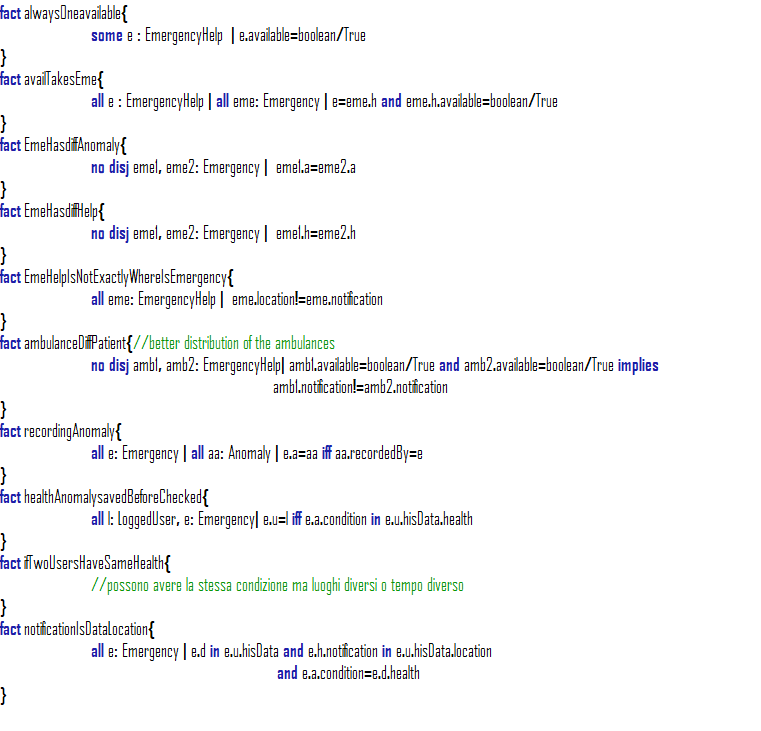 fact alwaysOneavailable{
some e : EmergencyHelp | e.available=boolean/True
}
fact availTakesEme{
all e : EmergencyHelp | all eme: Emergency | e=eme.h and eme.h.available=boolean/True
}
fact EmeHasdiffAnomaly{
no disj eme1, eme2: Emergency | eme1.a=eme2.a
}
fact EmeHasdiffHelp{
no disj eme1, eme2: Emergency | eme1.h=eme2.h
}
fact EmeHelpIsNotExactlyWhereIsEmergency{
all eme: EmergencyHelp | eme.location!=eme.notification
}
fact ambulanceDiffPatient{//better distribution of the ambulances
no disj amb1, amb2: EmergencyHelp| amb1.available=boolean/True and amb2.available=boolean/True implies
amb1.notification!=amb2.notification
}
fact recordingAnomaly{
all e: Emergency | all aa: Anomaly | e.a=aa iff aa.recordedBy=e
}
fact healthAnomalysavedBeforeChecked{
all l: LoggedUser, e: Emergency| e.u=l iff e.a.condition in e.u.hisData.health
}
fact ifTwoUsersHaveSameHealth{
//possono avere la stessa condizione ma luoghi diversi o tempo diverso
}
fact notificationIsDataLocation{
all e: Emergency | e.d in e.u.hisData and e.h.notification in e.u.hisData.location
and e.a.condition=e.d.health
}